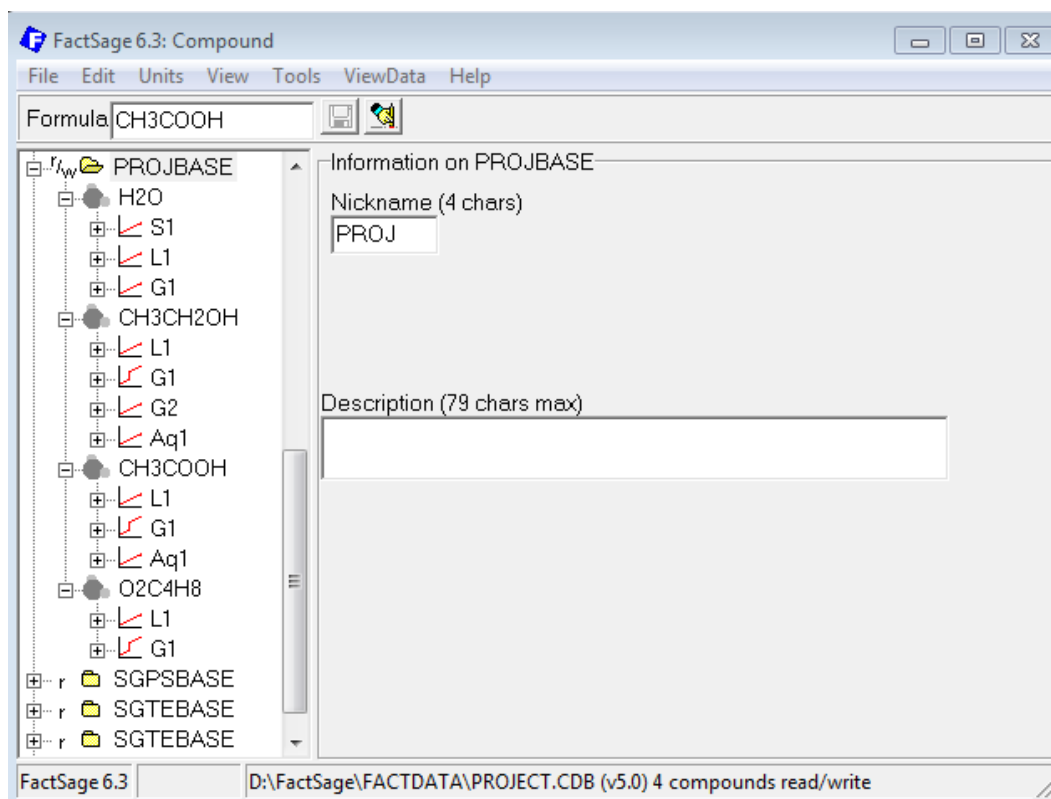 FactSage 6.3: Compound
File Edit Units View Tools ViewData Help
Formula CH3COOH
r/w PROJBASE
H2O
S1
L1
G1
CH3CH2OH
L1
G1
G2
Aq1
CH3COOH
L1
G1
Aq1
O2C4H8
L1
G1
r SGPSBASE
r SGTEBASE
r SGTEBASE
Information on PROJBASE
Nickname (4 chars)
PROJ
Description (79 chars max)
FactSage 6.3 D:\FactSage\FACTDATA\PROJECT.CDB (v5.0) 4 compounds read/write